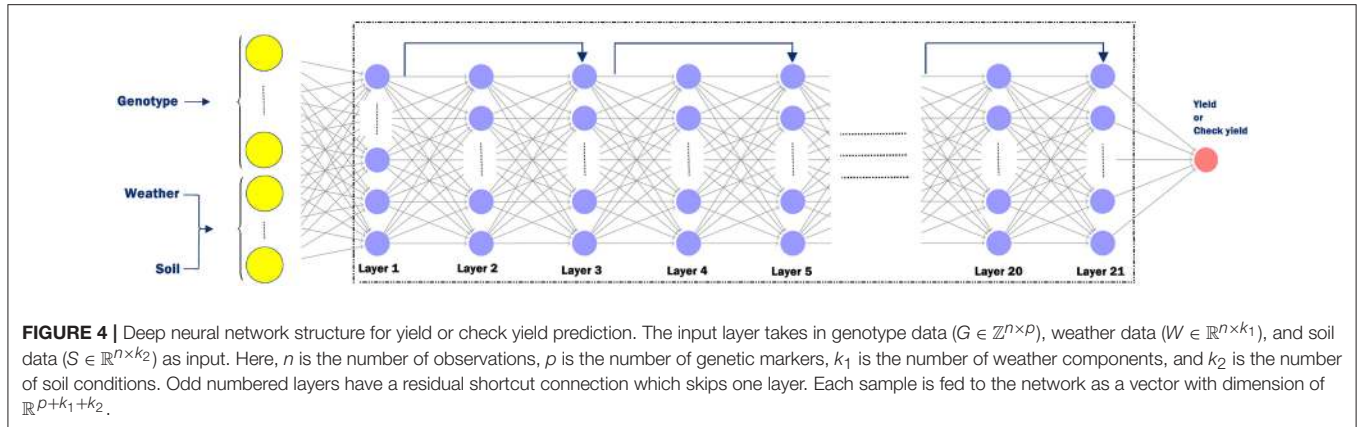 Genotype
Weather
Soil
Layer 1
Layer 2
Layer 3
Layer 4
Layer 5
Layer 20
Layer 21
Yield
or
Check yield
FIGURE 4 | Deep neural network structure for yield or check yield prediction. The input layer takes in genotype data (G ∈ ℤⁿˣᵖ), weather data (W ∈ ℝ^{n×k₁}), and soil
data (S ∈ ℝ^{n×k₂}) as input. Here, n is the number of observations, p is the number of genetic markers, k₁ is the number of weather components, and k₂ is the number
of soil conditions. Odd numbered layers have a residual shortcut connection which skips one layer. Each sample is fed to the network as a vector with dimension of
ℝ^{p+k₁+k₂}.